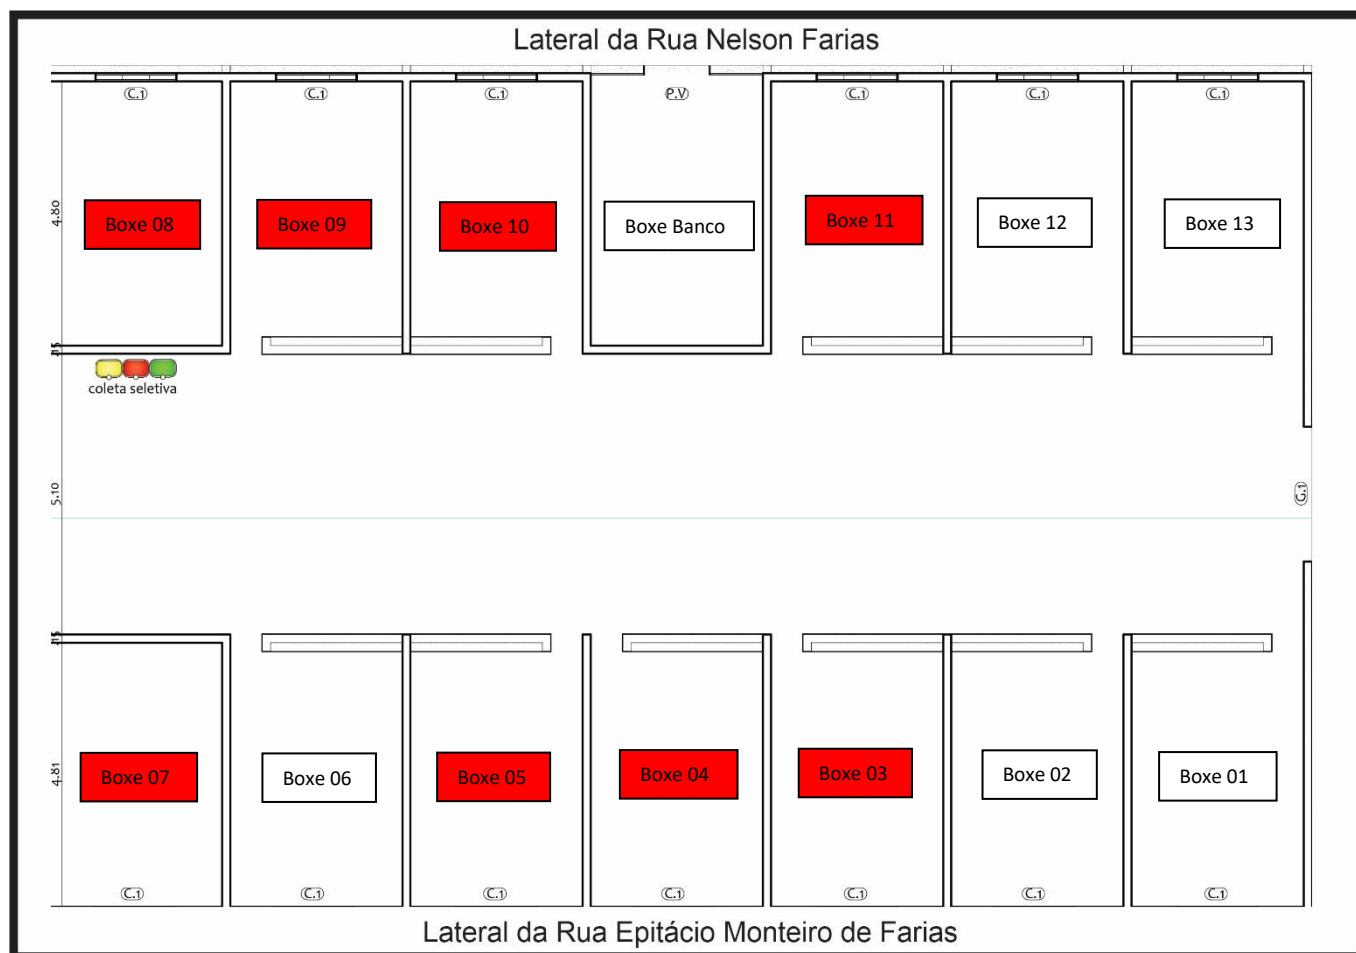 Lateral da Rua Nelson Farias
C.1 C.1 C.1 P.V C.1 C.1 C.1
4.80
Boxe 08 Boxe 09 Boxe 10 Boxe Banco Boxe 11 Boxe 12 Boxe 13
.15
coleta seletiva
5.10
G.1
.15
4.81
Boxe 07 Boxe 06 Boxe 05 Boxe 04 Boxe 03 Boxe 02 Boxe 01
C.1 C.1 C.1 C.1 C.1 C.1 C.1
Lateral da Rua Epitácio Monteiro de Farias